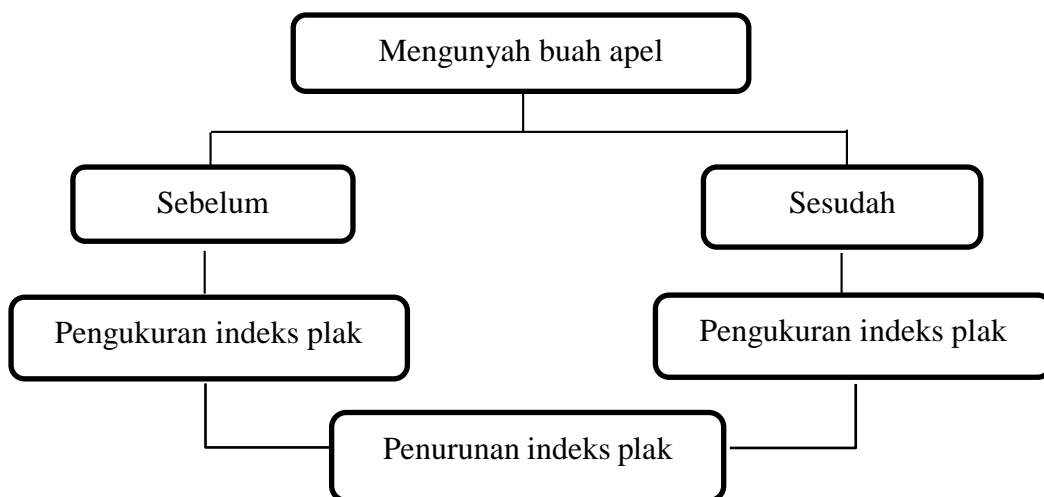 Mengunyah buah apel
Sebelum
Sesudah
Pengukuran indeks plak
Pengukuran indeks plak
Penurunan indeks plak